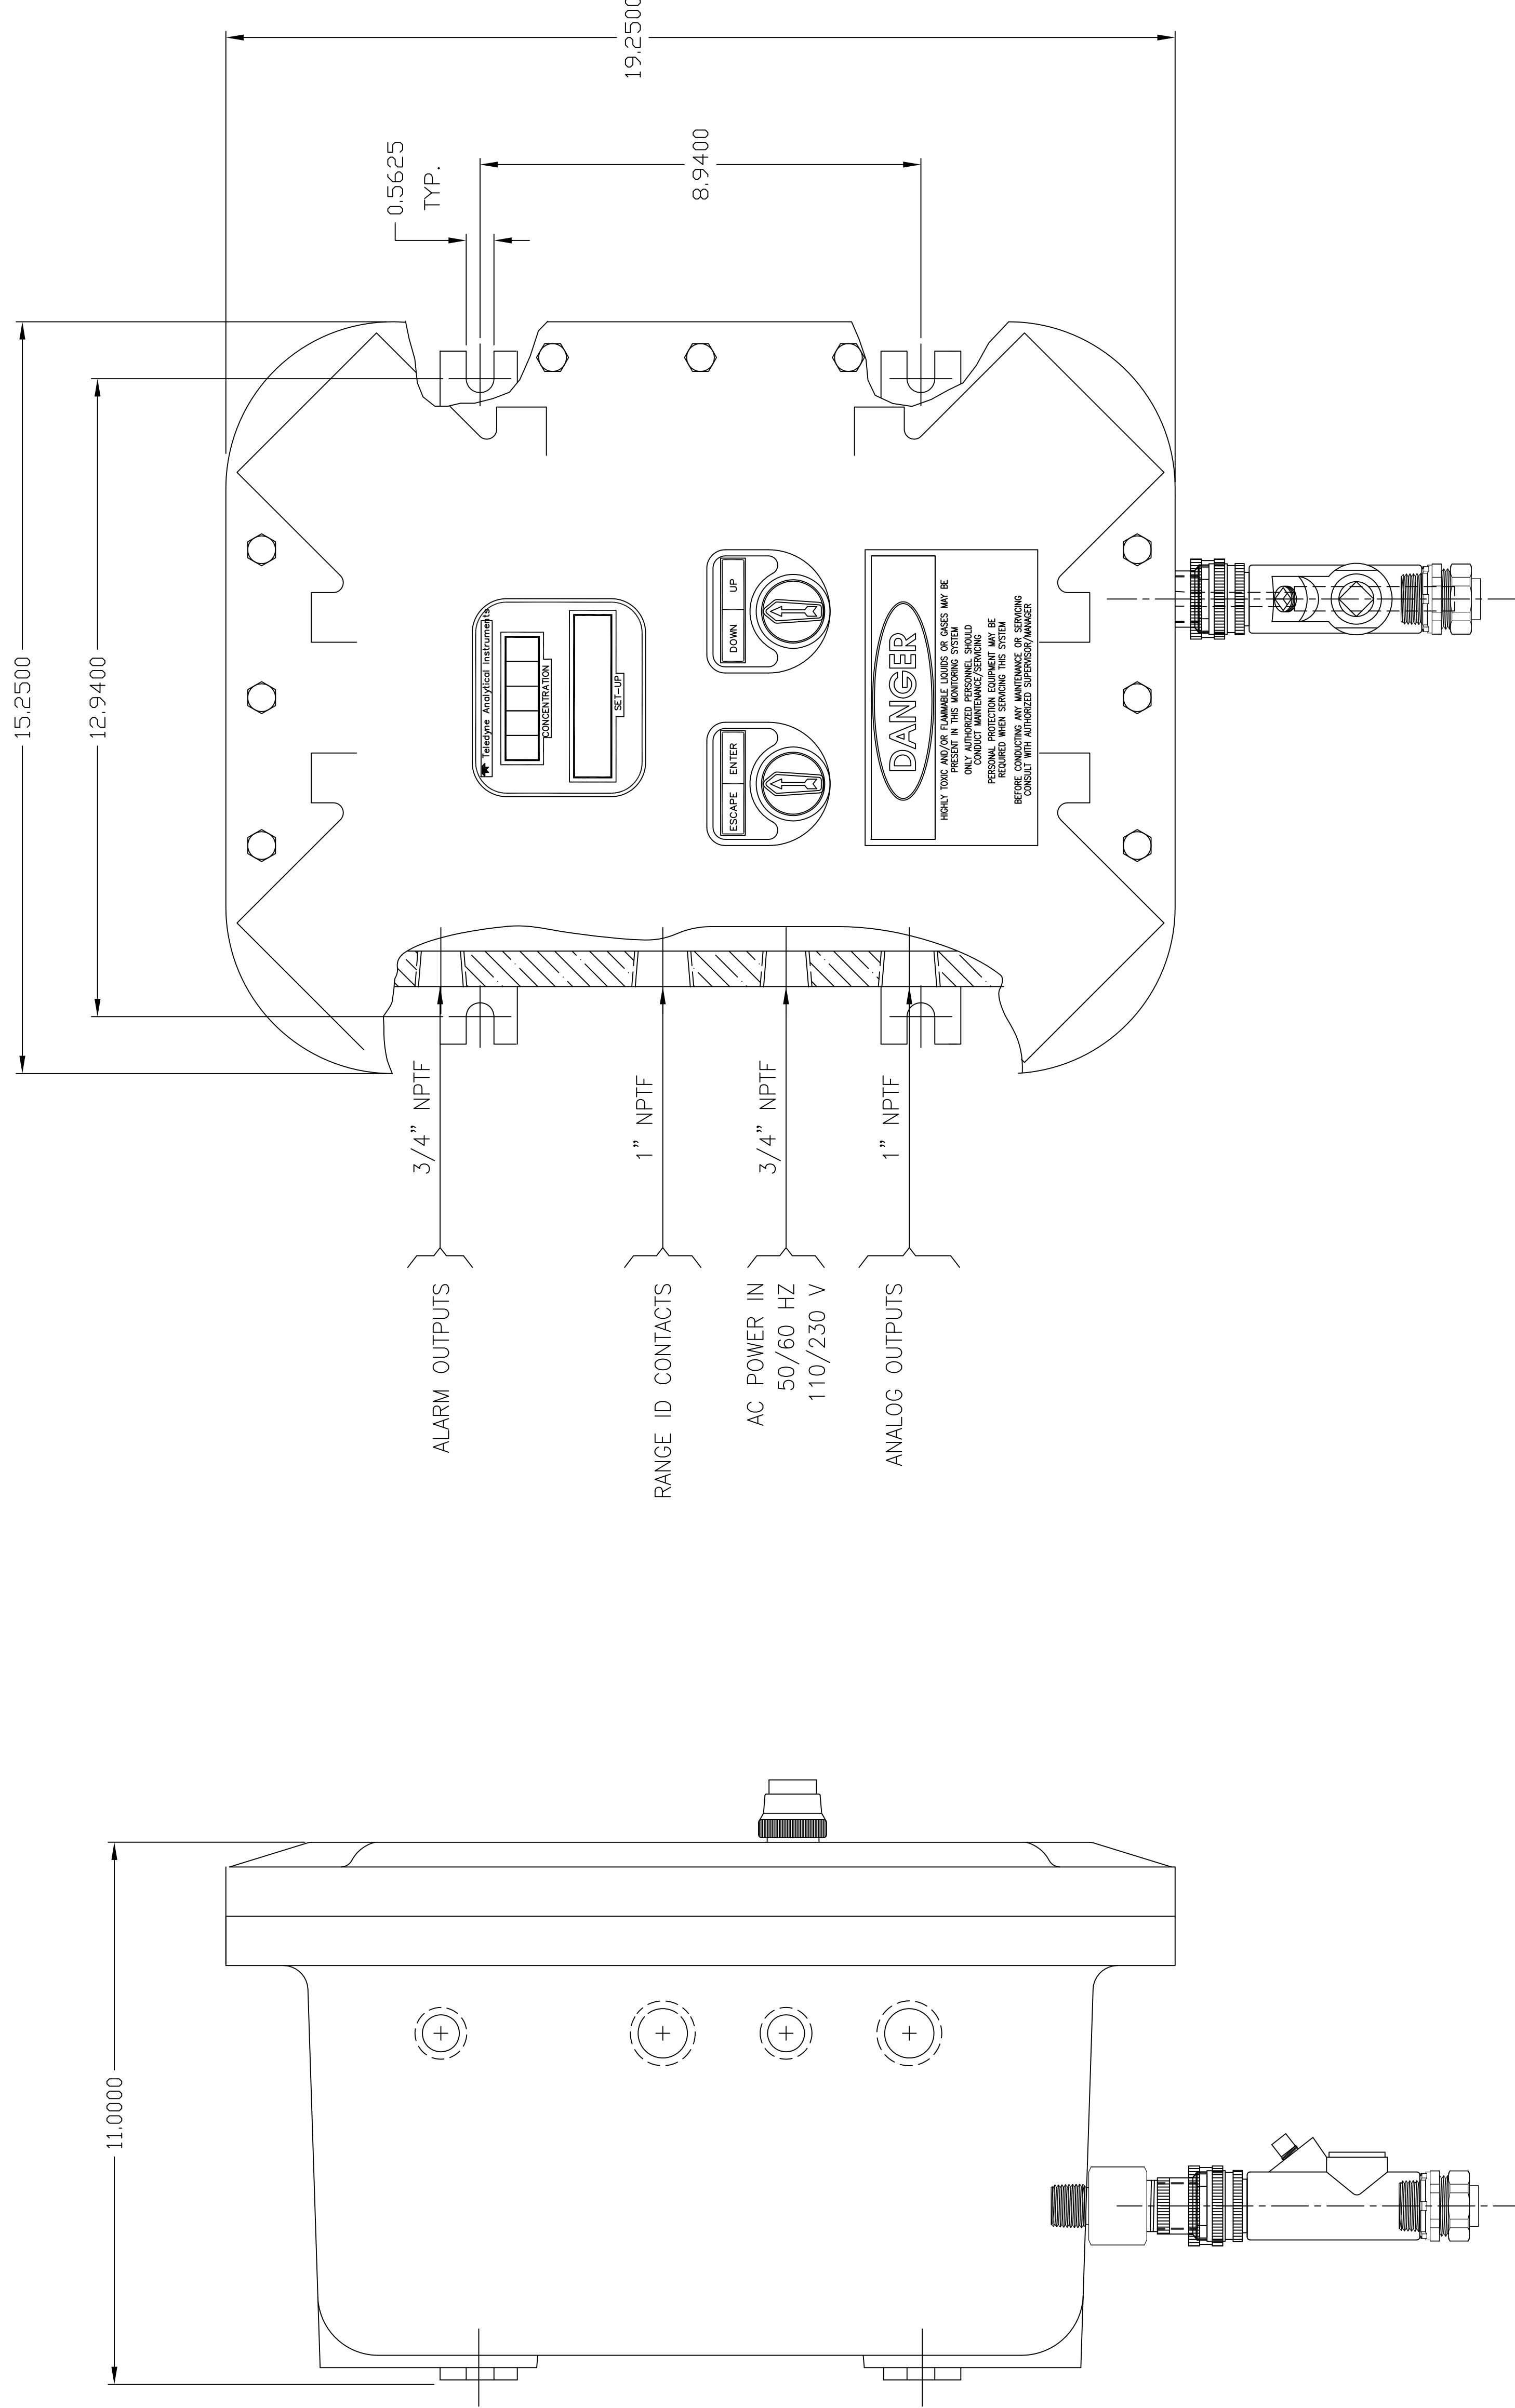 19.2500
0.5625
TYP.
8.9400
15.2500
12.9400
Teledyne Analytical Instruments
CONCENTRATION
SET-UP
ESCAPE ENTER
DOWN UP
DANGER
HIGHLY TOXIC AND/OR FLAMMABLE LIQUIDS OR GASES MAY BE
PRESENT IN THIS MONITORING SYSTEM
ONLY AUTHORIZED PERSONNEL SHOULD
CONDUCT MAINTENANCE/SERVICING
PERSONAL PROTECTION EQUIPMENT MAY BE
REQUIRED WHEN SERVICING THIS SYSTEM
BEFORE CONDUCTING ANY MAINTENANCE OR SERVICING
CONSULT WITH AUTHORIZED SUPERVISOR/MANAGER
3/4" NPTF
1" NPTF
3/4" NPTF
1" NPTF
ALARM OUTPUTS
RANGE ID CONTACTS
AC POWER IN
50/60 HZ
110/230 V
ANALOG OUTPUTS
11.0000